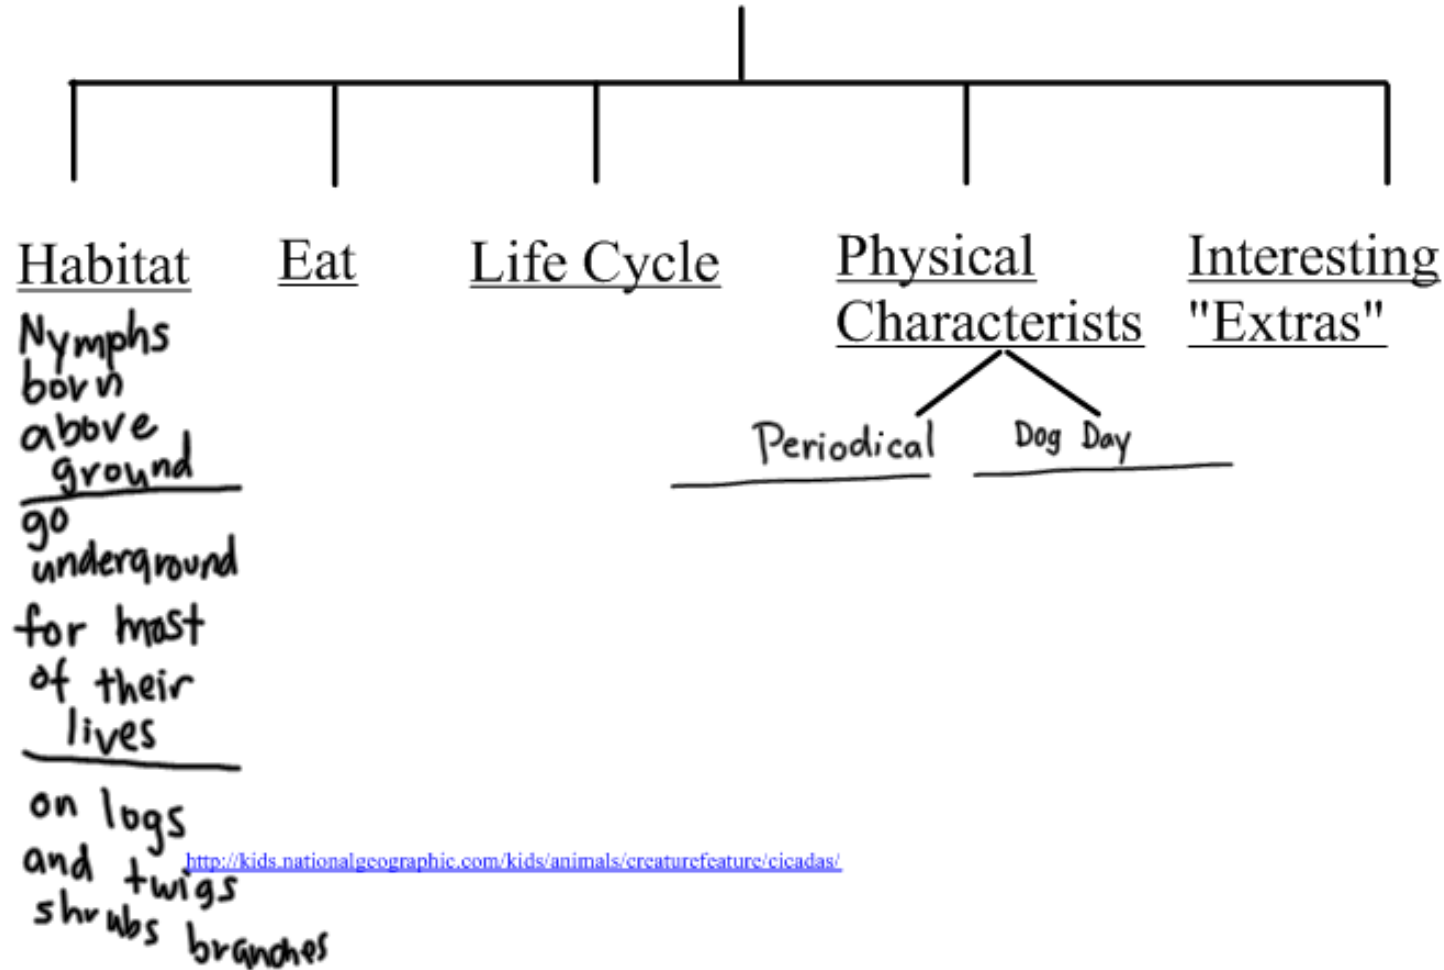 Habitat
Eat
Life Cycle
Physical
Characterists
Interesting
"Extras"
Nymphs
born
above
ground
go
underground
for most
of their
lives
on logs
and twigs
shrubs branches
Periodical
Dog Day
http://kids.nationalgeographic.com/kids/animals/creaturefeature/cicadas/